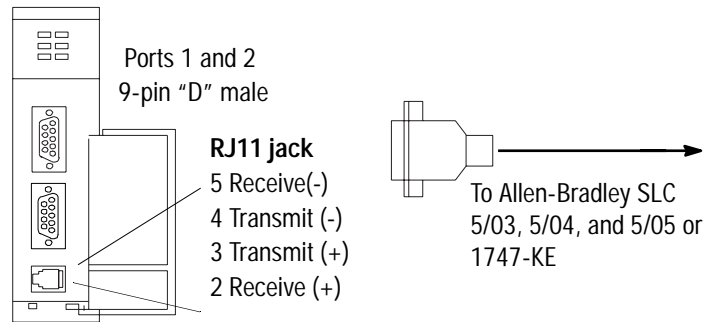 Ports 1 and 2
9-pin “D” male
RJ11 jack
5 Receive(-)
4 Transmit (-)
3 Transmit (+)
2 Receive (+)
To Allen-Bradley SLC
5/03, 5/04, and 5/05 or
1747-KE